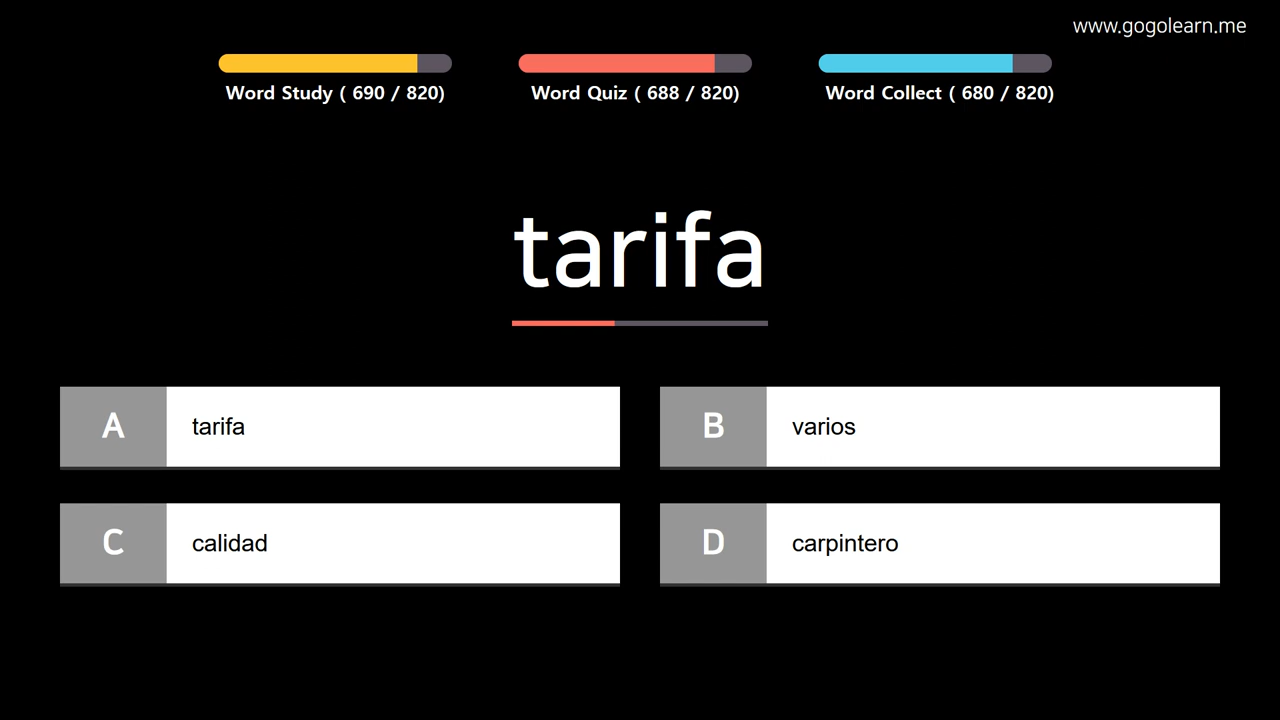 www.gogolearn.me
Word Study ( 690 / 820)
Word Quiz ( 688 / 820)
Word Collect ( 680 / 820)
tarifa
A tarifa
B varios
C calidad
D carpintero